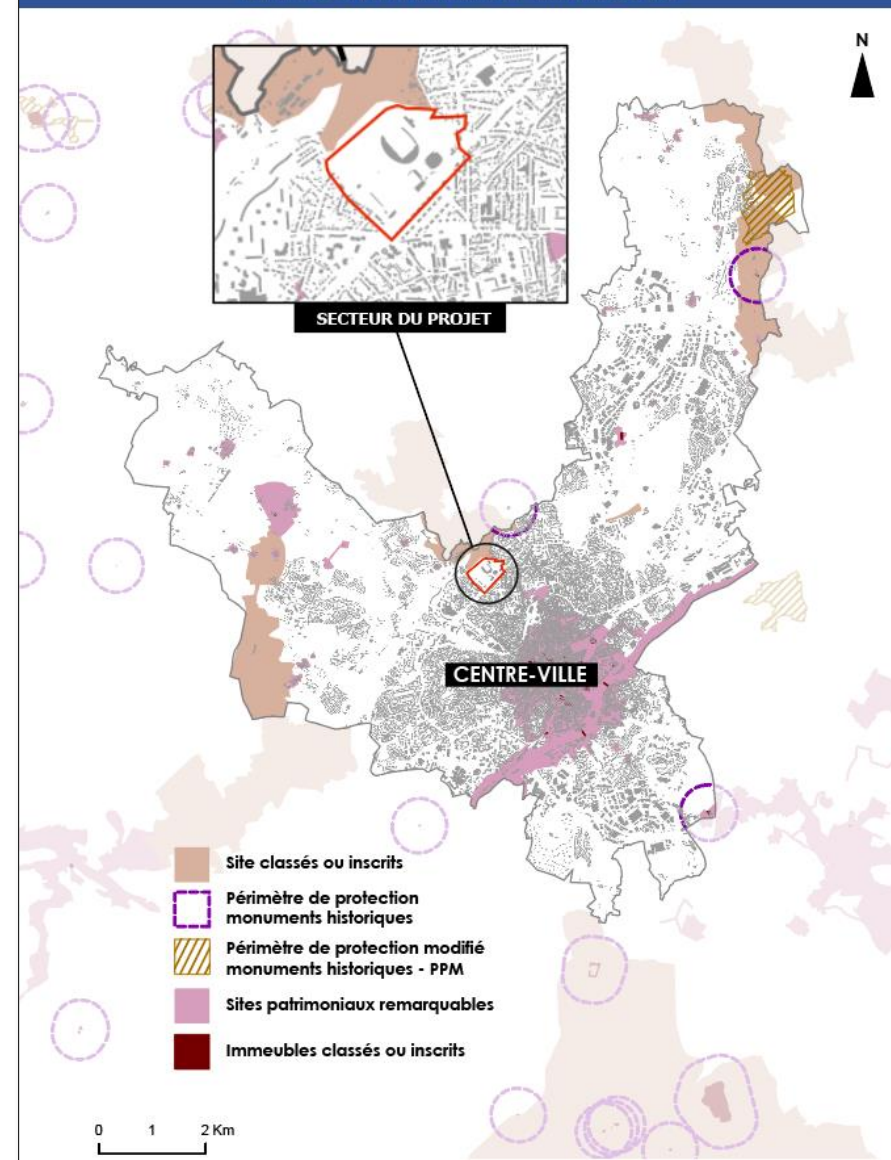 N
SECTEUR DU PROJET
CENTRE-VILLE
Site classés ou inscrits
Périmètre de protection
monuments historiques
Périmètre de protection modifié
monuments historiques - PPM
Sites patrimoniaux remarquables
Immeubles classés ou inscrits
0 1 2 Km